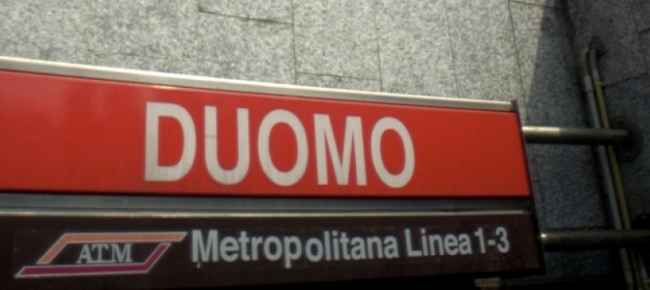 DUOMO
ATM Metropolitana Linea 1-3